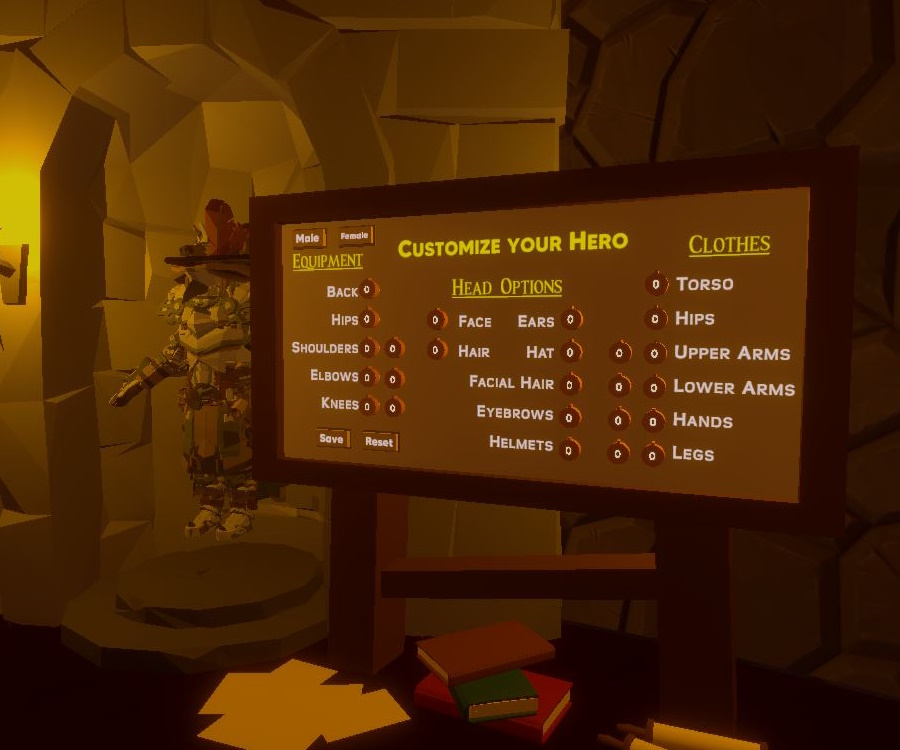 Male Female
Customize your Hero
Equipment
Back 0
Hips 0
Shoulders 0 0
Elbows 0 0
Knees 0 0
Save Reset
Head Options
0 Face Ears 0
0 Hair Hat 0
Facial Hair 0
Eyebrows 0
Helmets 0
Clothes
0 Torso
0 Hips
0 0 Upper Arms
0 0 Lower Arms
0 0 Hands
0 0 Legs